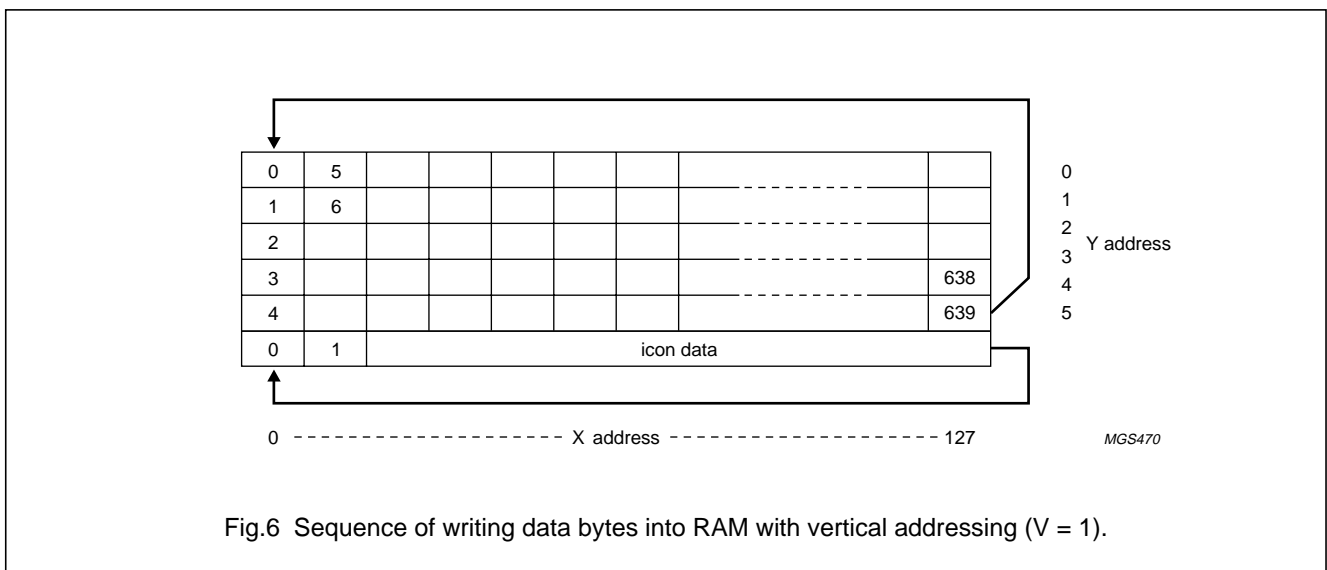 0 5 0
1 6 1
2 2
Y address
3 638 3
4 639 4
0 1 icon data 5
0 X address 127
MGS470
Fig.6 Sequence of writing data bytes into RAM with vertical addressing (V = 1).